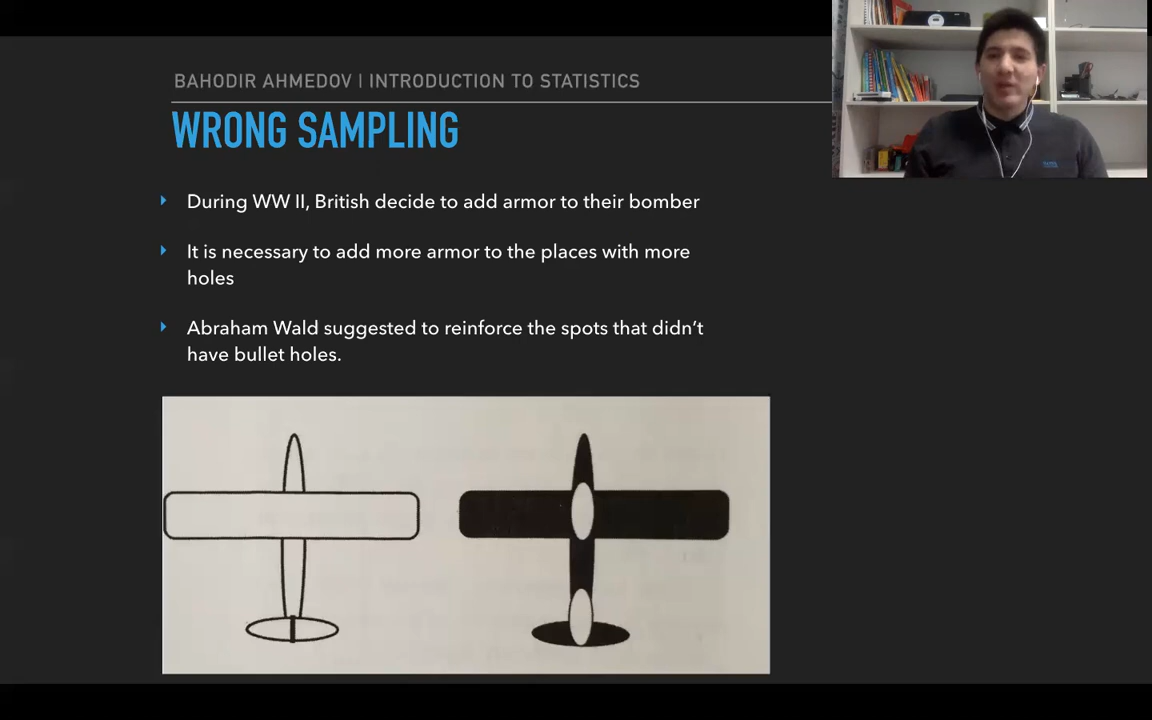 BAHODIR AHMEDOV | INTRODUCTION TO STATISTICS
WRONG SAMPLING
During WW II, British decide to add armor to their bomber
It is necessary to add more armor to the places with more
holes
Abraham Wald suggested to reinforce the spots that didn't
have bullet holes.